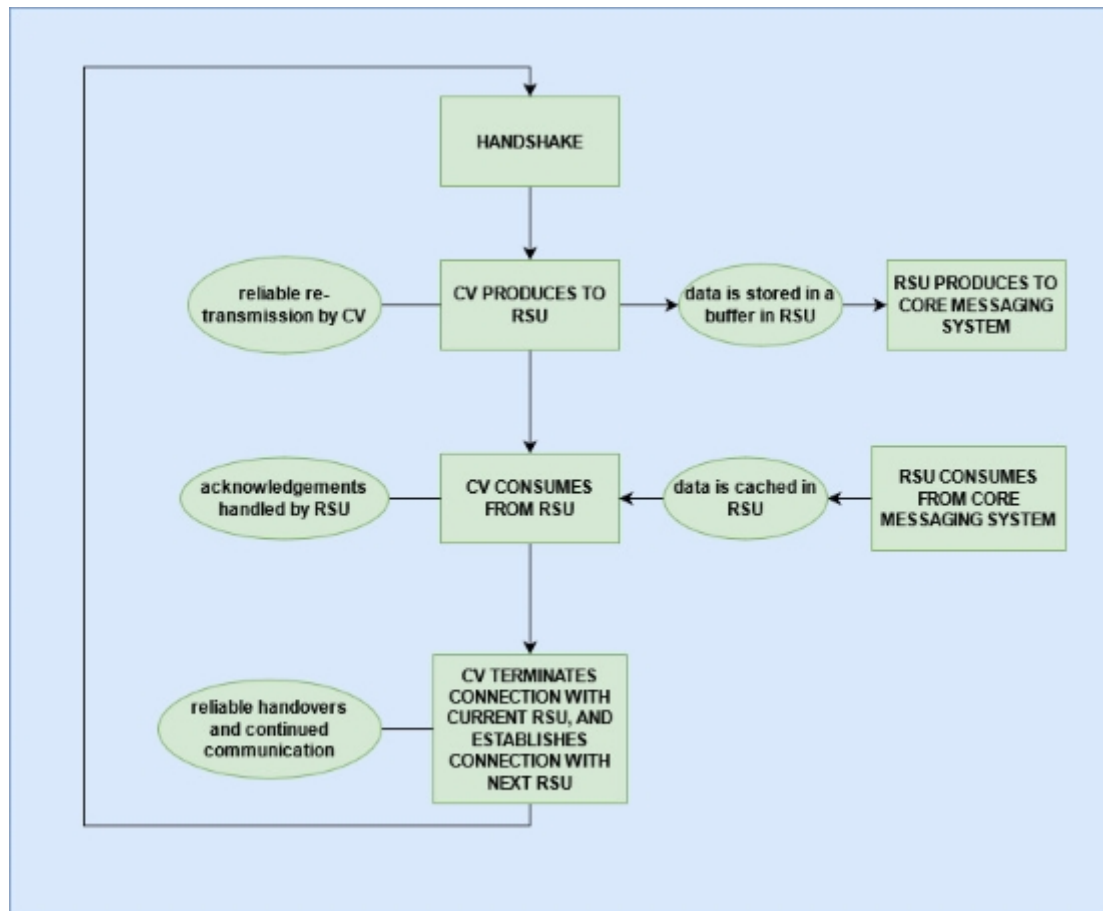 HANDSHAKE
reliable re-
transmission by CV
CV PRODUCES TO
RSU
data is stored in a
buffer in RSU
RSU PRODUCES TO
CORE MESSAGING
SYSTEM
acknowledgements
handled by RSU
CV CONSUMES
FROM RSU
data is cached in
RSU
RSU CONSUMES
FROM CORE
MESSAGING SYSTEM
reliable handovers
and continued
communication
CV TERMINATES
CONNECTION WITH
CURRENT RSU, AND
ESTABLISHES
CONNECTION WITH
NEXT RSU